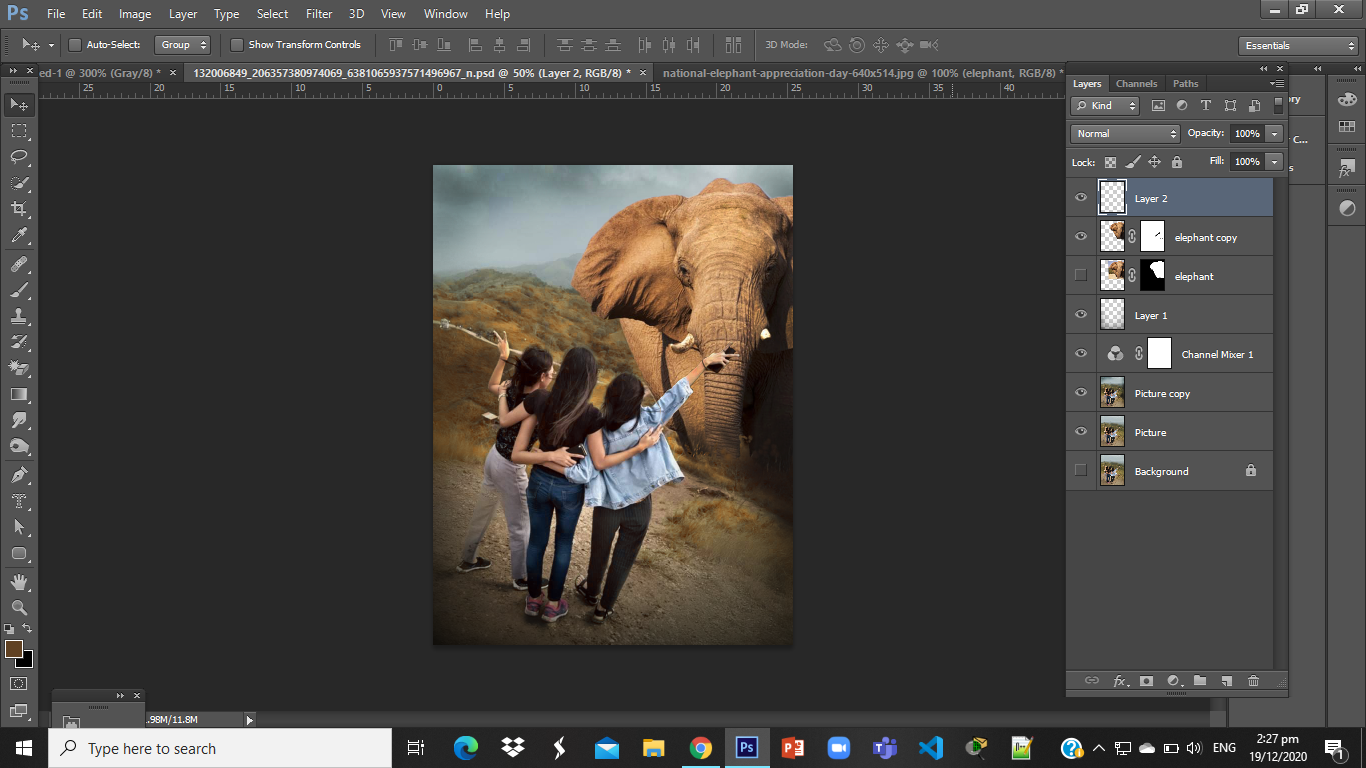 Ps File Edit Image Layer Type Select Filter 3D View Window Help
Auto-Select: Group Show Transform Controls 3D Mode: Essentials
ed-1 @ 300% (Gray/8) * × 132006849_206357380974069_6381065937571496967_n.psd @ 50% (Layer 2, RGB/8) * × national-elephant-appreciation-day-640x514.jpg @ 100% (elephant, RGB/8) *
25 20 15 10 5 0 5 10 15 20 25 30 35 40
Layers Channels Paths
Kind
Normal Opacity: 100%
Lock: Fill: 100%
Layer 2
elephant copy
elephant
Layer 1
Channel Mixer 1
Picture copy
Picture
Background
fx
.98M/11.8M
Type here to search
Ps
ENG
2:27 pm
19/12/2020
1